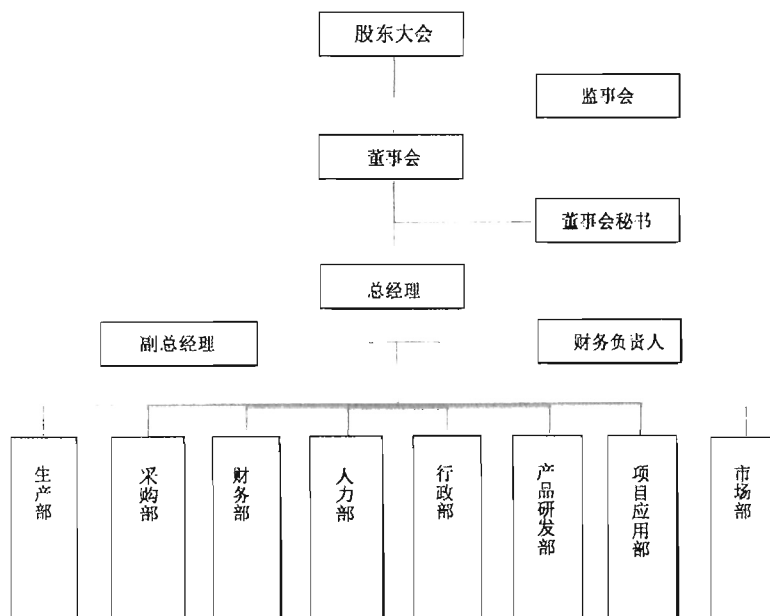 股东大会
监事会
董事会
董事会秘书
总经理
副总经理
财务负责人
生产部
采购部
财务部
人力部
行政部
产品研发部
项目应用部
市场部